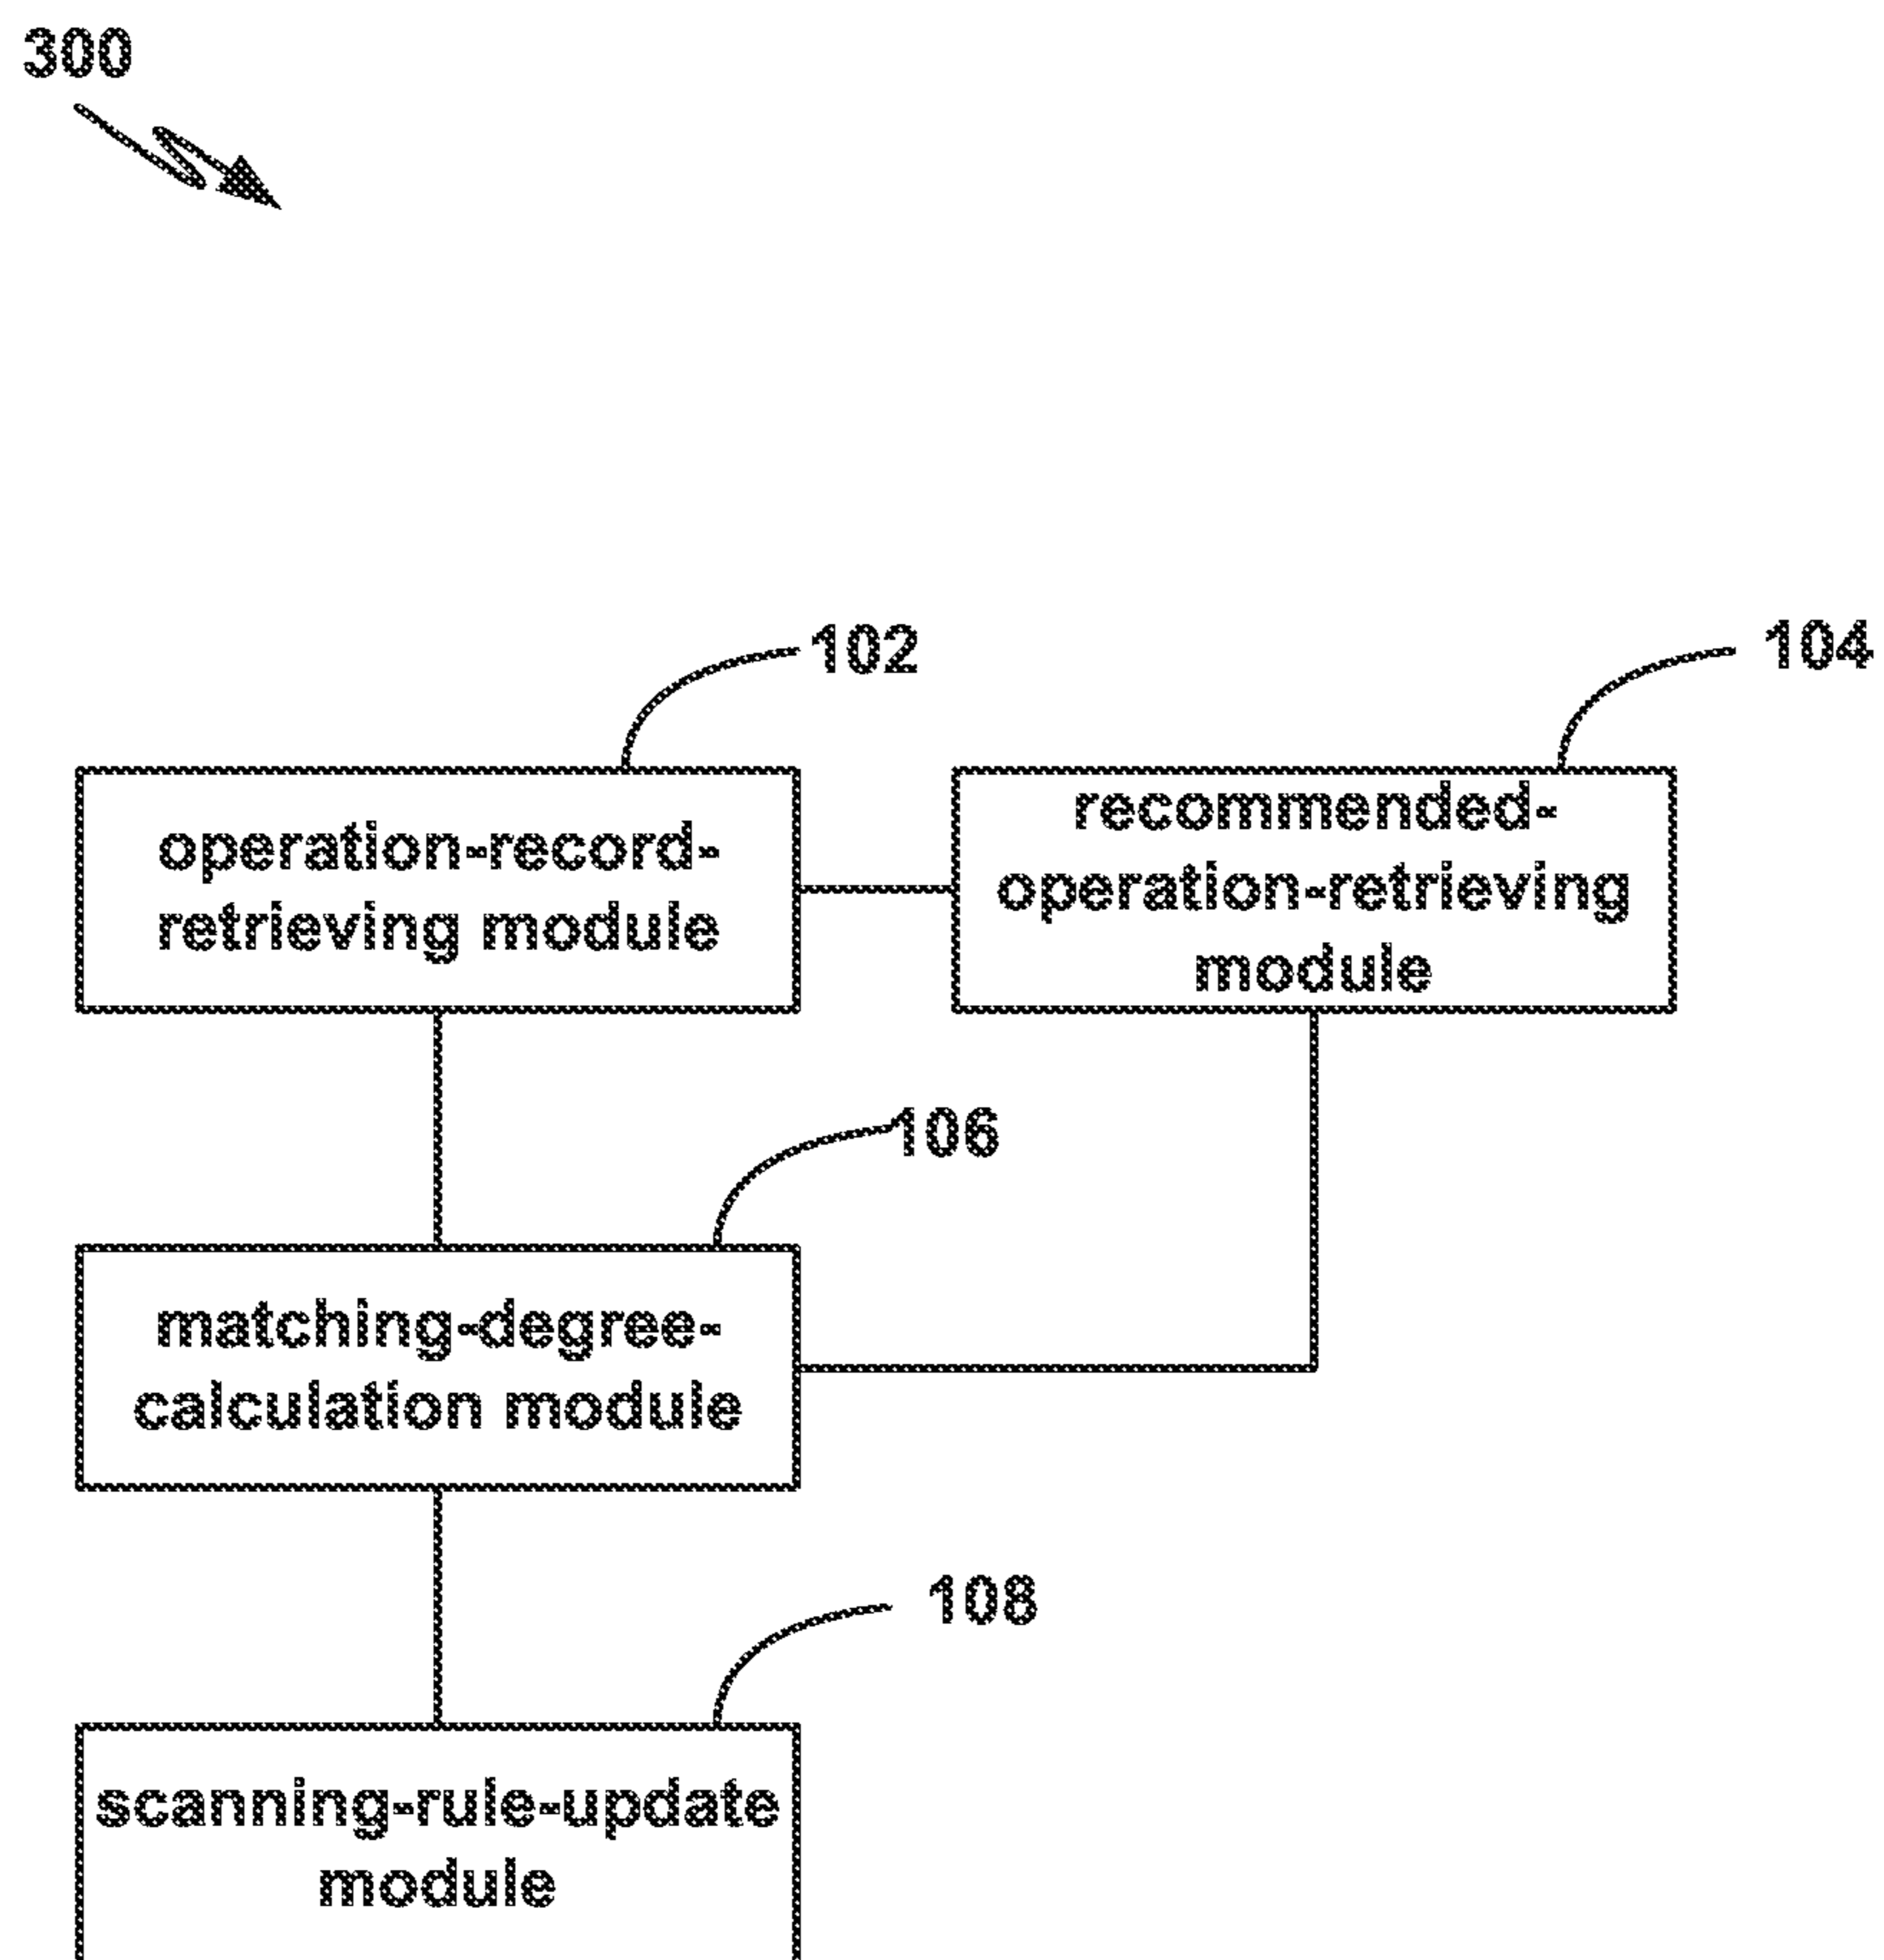 300
102
104
operation-record-
retrieving module
recommended-
operation-retrieving
module
106
matching-degree-
calculation module
108
scanning-rule-update
module